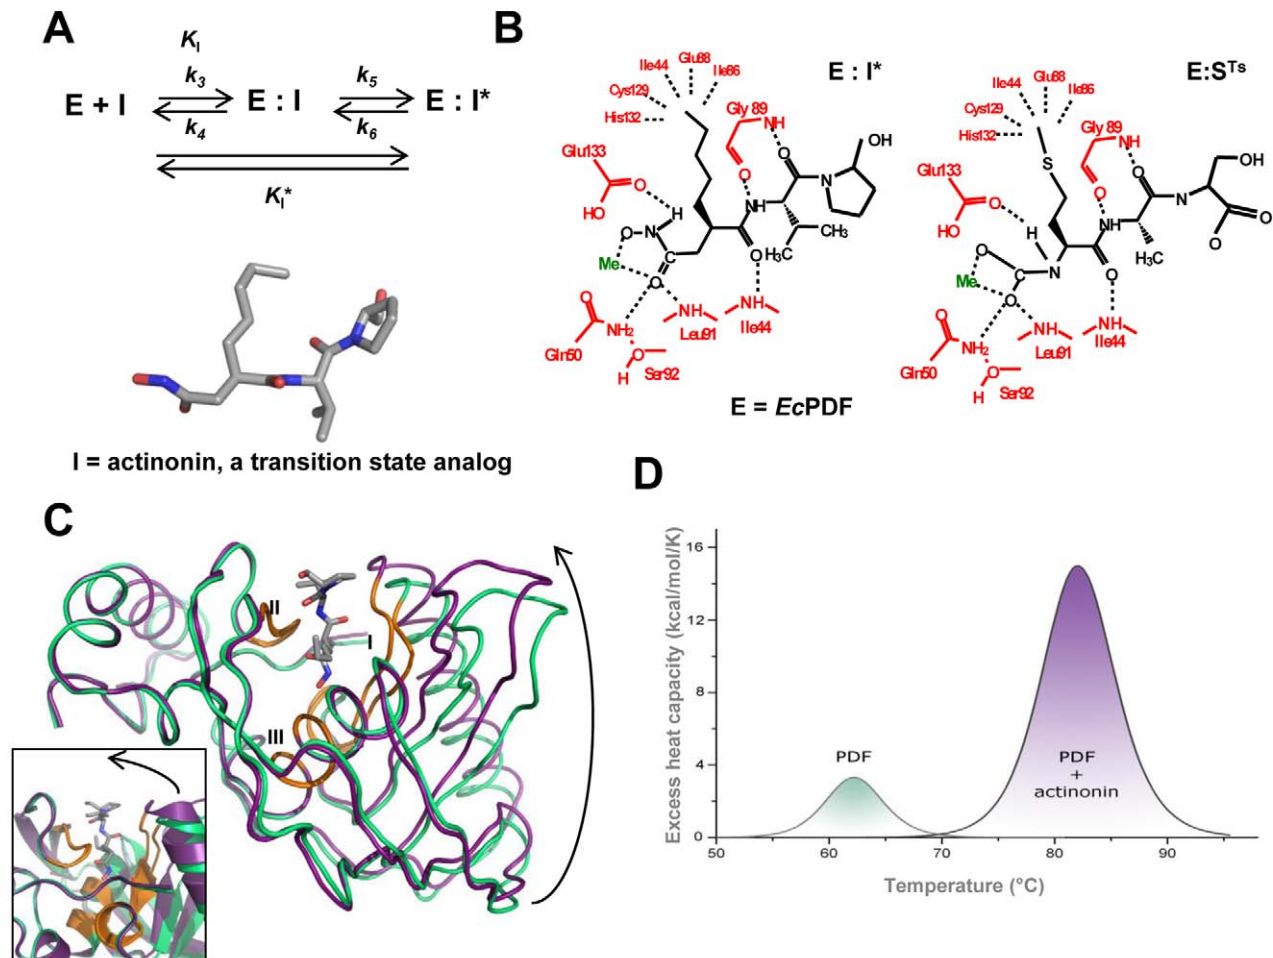 A
K_I
k_3
k_5
E + I
E : I
E : I*
k_4
k_6
K_I*
I = actinonin, a transition state analog
B
E : I*
Ile44
Glu88
Ile86
Cys129
His132
Gly 89
NH
O
O
OH
N
Glu133
O
HO
H
O
N
NH
CH₃
H₃C
Me
C
O
O
NH₂
NH
NH
Leu91
Ile44
Gln50
O
O
H
Ser92
E:S^Ts
Ile44
Glu88
Ile86
Cys129
His132
S
Gly 89
NH
O
O
OH
N
Glu133
O
HO
H
NH
O
O
H₃C
O
C
N
O
Me
O
NH₂
NH
NH
Leu91
Ile44
Gln50
O
O
H
Ser92
E = EcPDF
C
II
I
III
D
Excess heat capacity (kcal/mol/K)
16
12
8
4
0
PDF
PDF
+
actinonin
50
60
70
80
90
Temperature (°C)